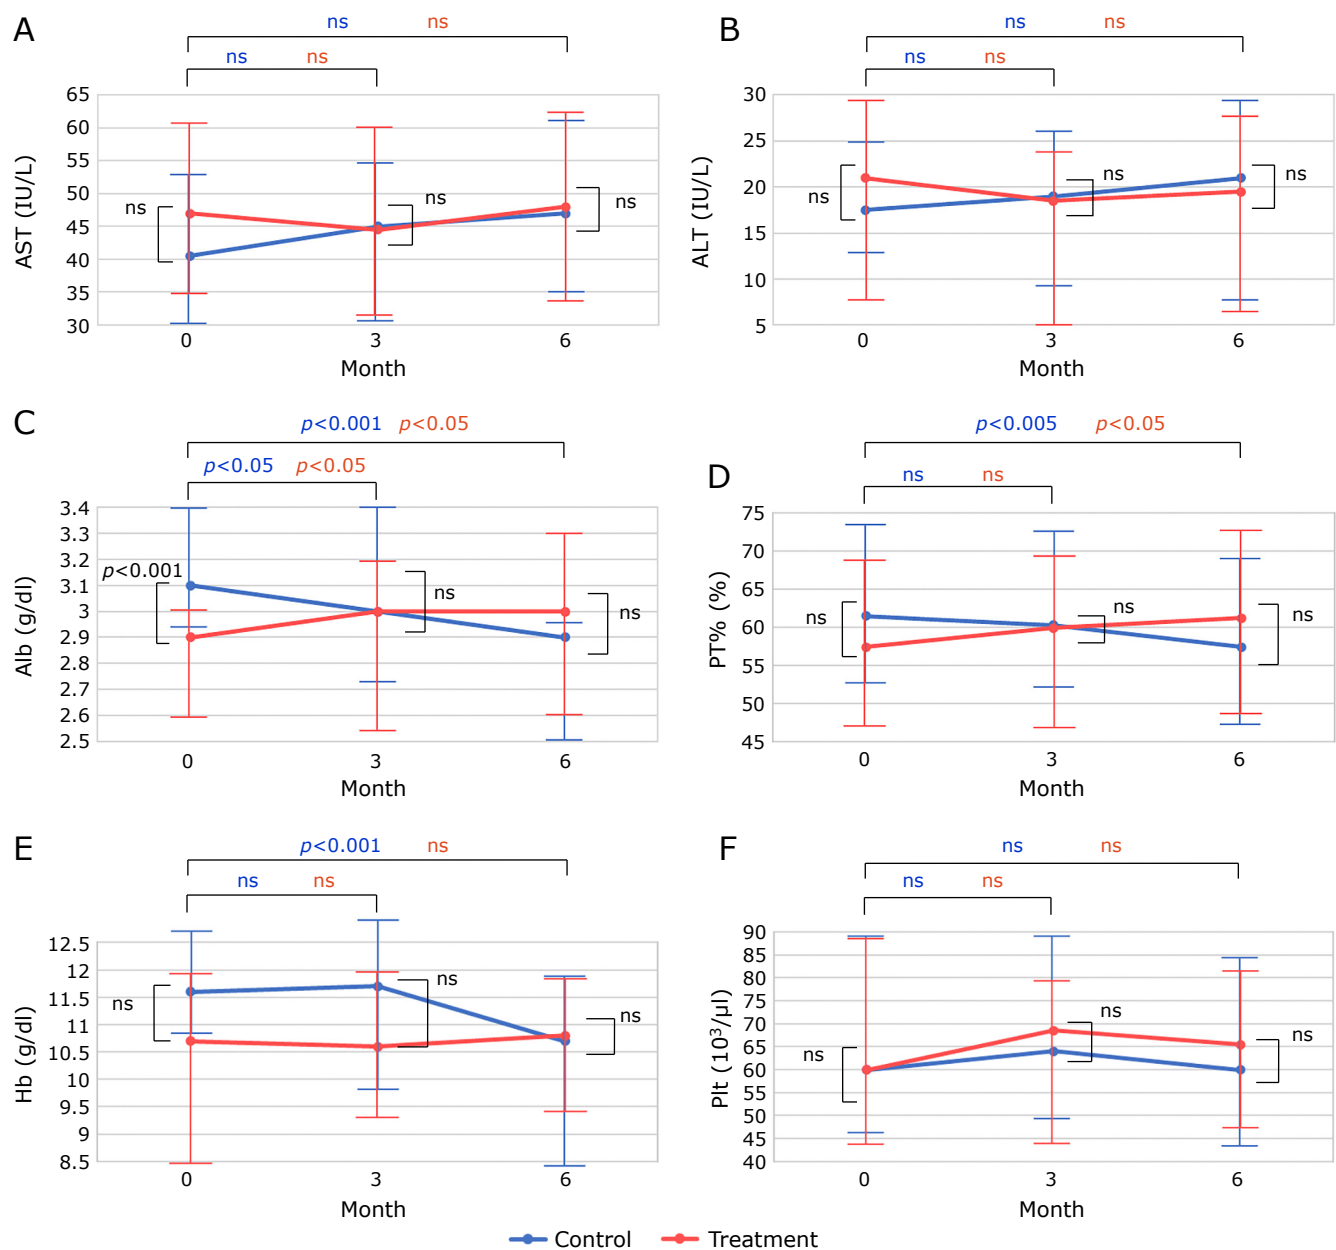 A
ns ns
ns ns
65
60
55
50
45
40
35
30
AST (IU/L)
ns
ns
ns
0 3 6
Month
B
ns ns
ns ns
30
25
20
15
10
5
ALT (IU/L)
ns
ns
ns
0 3 6
Month
C
p<0.001 p<0.05
p<0.05 p<0.05
3.4
3.3
3.2
3.1
3
2.9
2.8
2.7
2.6
2.5
Alb (g/dl)
p<0.001
ns
ns
0 3 6
Month
D
p<0.005 p<0.05
ns ns
75
70
65
60
55
50
45
PT% (%)
ns
ns
ns
0 3 6
Month
E
p<0.001 ns
ns ns
12.5
12
11.5
11
10.5
10
9.5
9
8.5
Hb (g/dl)
ns
ns
ns
0 3 6
Month
F
ns ns
ns ns
90
85
80
75
70
65
60
55
50
45
40
Plt (10³/μl)
ns
ns
ns
0 3 6
Month
Control Treatment